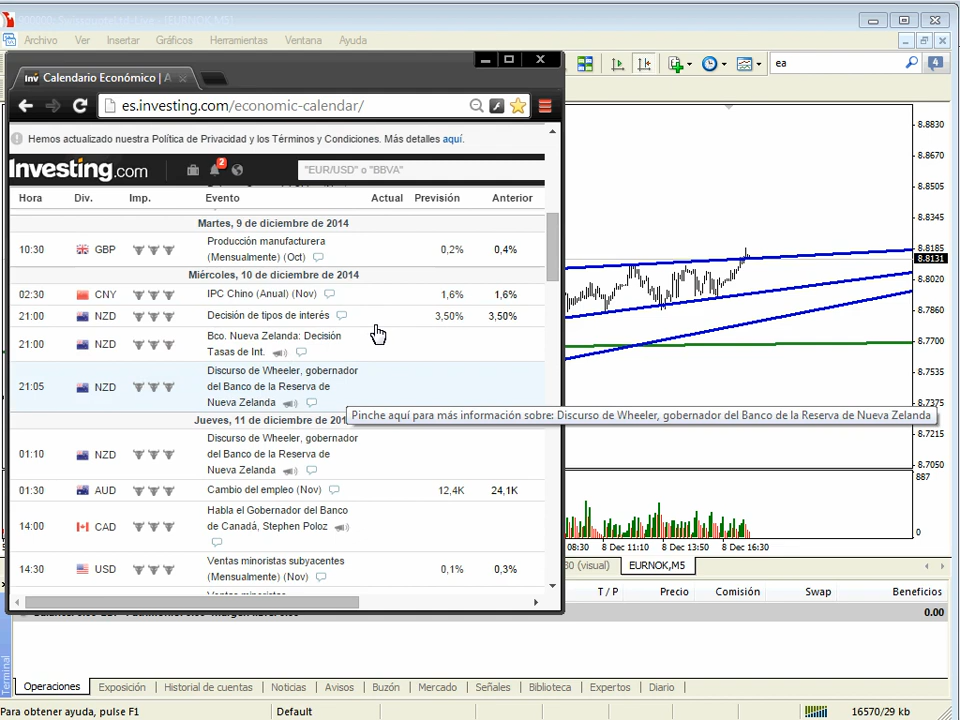 Archivo Ver Insertar Gráficos Herramientas Ventana Ayuda
ea
4
Inv Calendario Económico | A
es.investing.com/economic-calendar/
Hemos actualizado nuestra Política de Privacidad y los Términos y Condiciones. Más detalles aquí.
Investing.com 2 "EUR/USD" o "BBVA"
Hora Div. Imp. Evento Actual Previsión Anterior
Martes, 9 de diciembre de 2014
10:30 GBP Producción manufacturera (Mensualmente) (Oct) 0,2% 0,4%
Miércoles, 10 de diciembre de 2014
02:30 CNY IPC Chino (Anual) (Nov) 1,6% 1,6%
21:00 NZD Decisión de tipos de interés 3,50% 3,50%
21:00 NZD Bco. Nueva Zelanda: Decisión
Tasas de Int.
21:05 NZD Discurso de Wheeler, gobernador
del Banco de la Reserva de
Nueva Zelanda
Pinche aquí para más información sobre: Discurso de Wheeler, gobernador del Banco de la Reserva de Nueva Zelanda
Jueves, 11 de diciembre de 201
01:10 NZD Discurso de Wheeler, gobernador
del Banco de la Reserva de
Nueva Zelanda
01:30 AUD Cambio del empleo (Nov) 12,4K 24,1K
14:00 CAD Habla el Gobernador del Banco
de Canadá, Stephen Poloz
14:30 USD Ventas minoristas subyacentes
(Mensualmente) (Nov) 0,1% 0,3%
8.8830
8.8670
8.8505
8.8345
8.8185
8.8131
8.8020
8.7860
8.7700
8.7535
8.7375
8.7215
8.7050
887
0
08:30 8 Dec 11:10 8 Dec 13:50 8 Dec 16:30
(visual) EURNOK,M5
T / P Precio Comisión Swap Beneficios
0.00
Terminal
Operaciones Exposición Historial de cuentas Noticias Avisos Buzón Mercado Señales Biblioteca Expertos Diario
Para obtener ayuda, pulse F1 Default 16570/29 kb